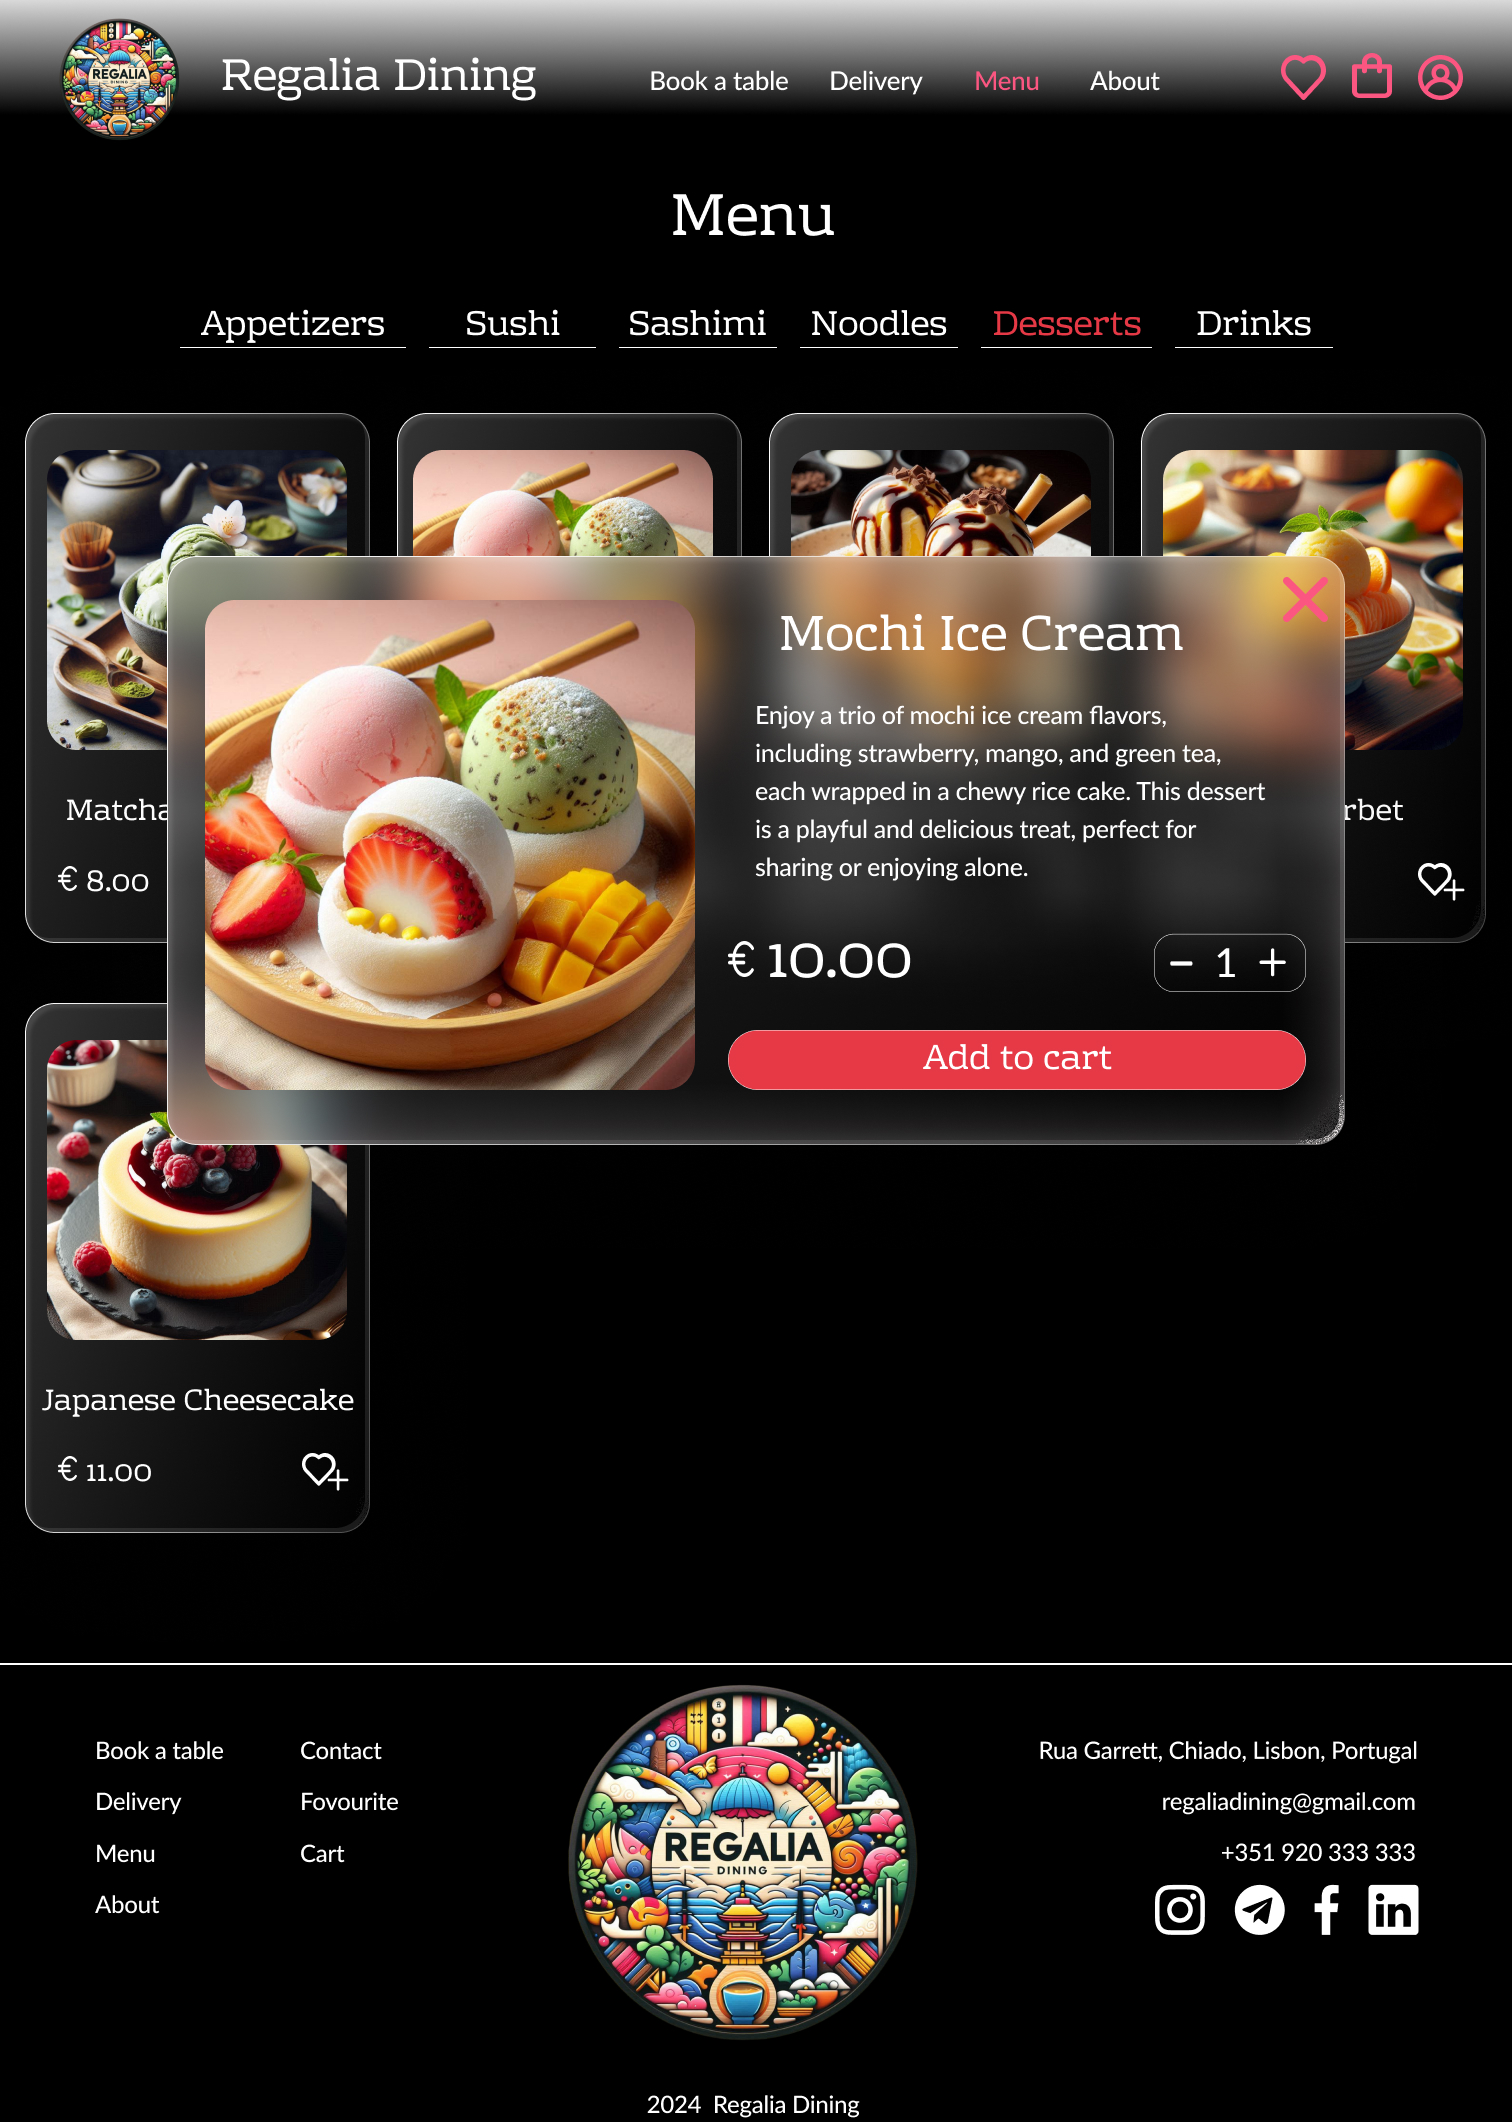 REGALIA
DINING
Regalia Dining
Book a table
Delivery
Menu
About
Menu
Appetizers
Sushi
Sashimi
Noodles
Desserts
Drinks
Mochi Ice Cream
Enjoy a trio of mochi ice cream flavors,
including strawberry, mango, and green tea,
each wrapped in a chewy rice cake. This dessert
is a playful and delicious treat, perfect for
sharing or enjoying alone.
€ 10.00
1
Add to cart
Matcha
€ 8.00
rbet
Japanese Cheesecake
€ 11.00
Book a table
Delivery
Menu
About
Contact
Fovourite
Cart
REGALIA
DINING
Rua Garrett, Chiado, Lisbon, Portugal
regaliadining@gmail.com
+351 920 333 333
2024 Regalia Dining